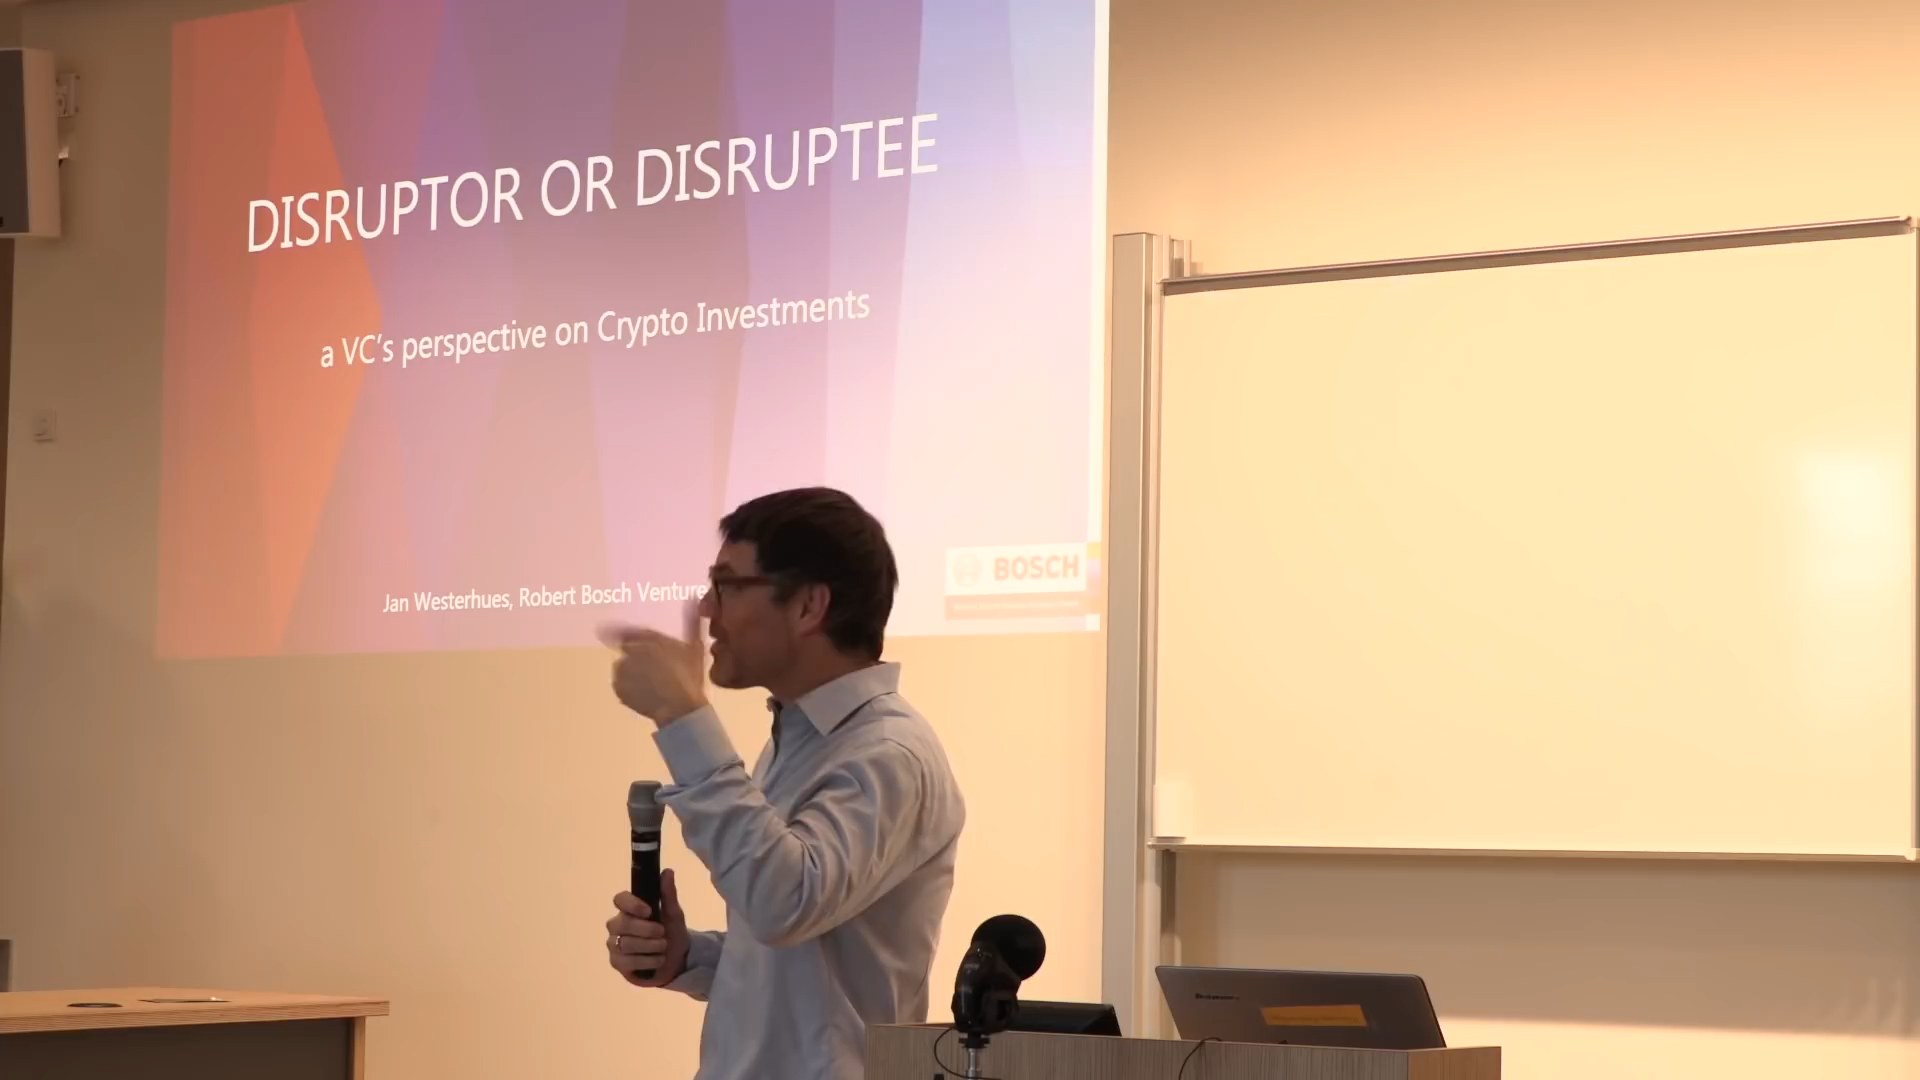 DISRUPTOR OR DISRUPTEE
a VC's perspective on Crypto Investments
Jan Westerhues, Robert Bosch Venture
BOSCH